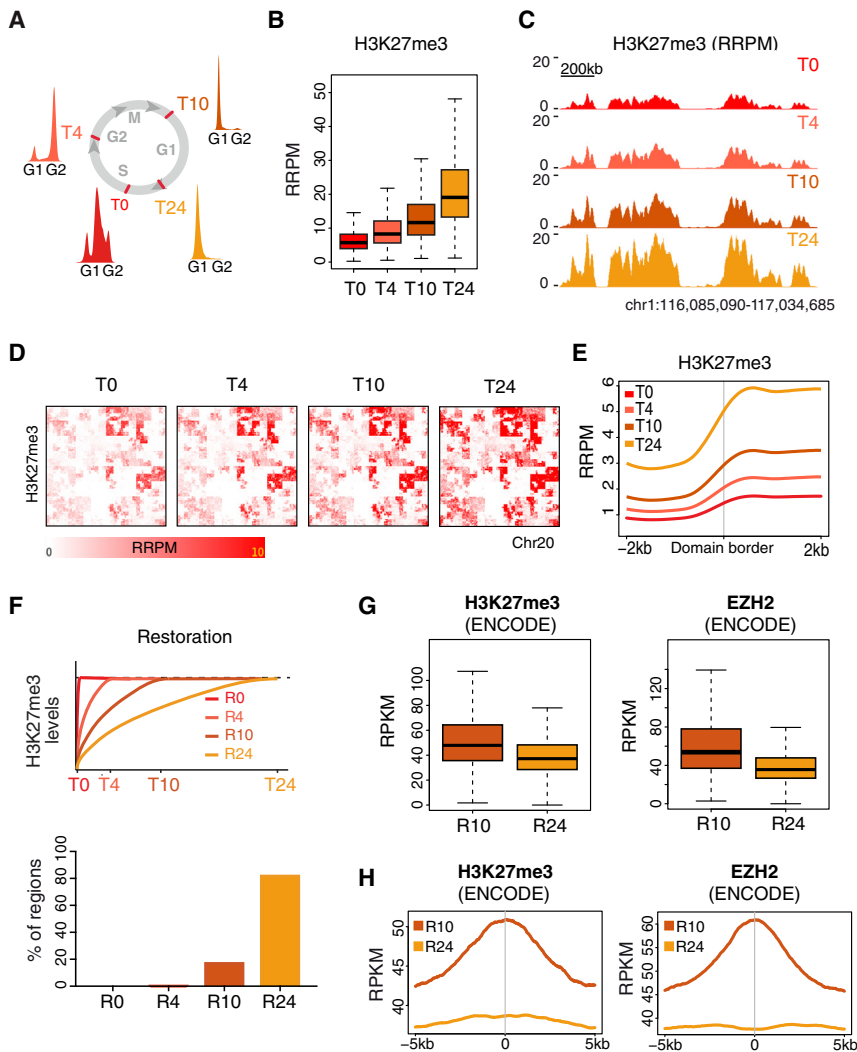 A
T4
T10
T0
T24
M
G2
G1
S
G1 G2
G1 G2
G1 G2
G1 G2
B
H3K27me3
RRPM
50
40
30
20
10
0
T0 T4 T10 T24
C
H3K27me3 (RRPM)
200kb
20
0
T0
20
0
T4
20
0
T10
20
0
T24
chr1:116,085,090-117,034,685
D
T0 T4 T10 T24
H3K27me3
0 RRPM 10
Chr20
E
H3K27me3
RRPM
6
5
4
3
2
1
T0
T4
T10
T24
−2kb Domain border 2kb
F
Restoration
H3K27me3
levels
R0
R4
R10
R24
T0 T4 T10 T24
% of regions
100
80
60
40
20
0
R0 R4 R10 R24
G
H3K27me3
(ENCODE)
RPKM
100
80
60
40
20
0
R10 R24
EZH2
(ENCODE)
RPKM
120
80
60
40
0
R10 R24
H
H3K27me3
(ENCODE)
RPKM
50
45
40
R10
R24
−5kb 0 5kb
EZH2
(ENCODE)
RPKM
60
55
50
45
40
R10
R24
−5kb 0 5kb